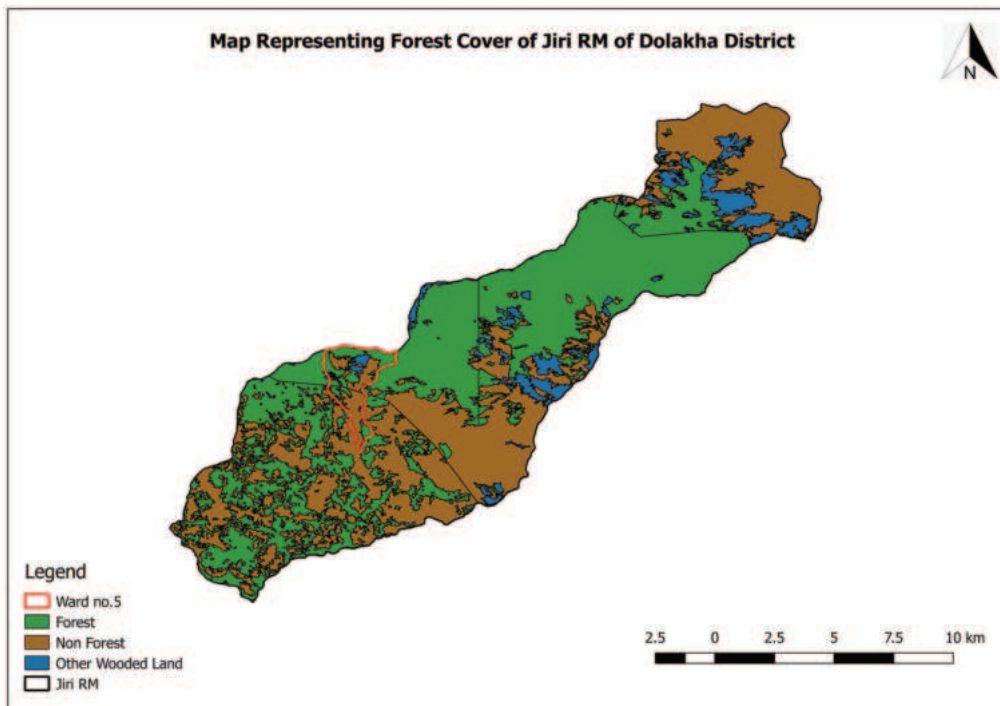 Map Representing Forest Cover of Jiri RM of Dolakha District
N
Legend
Ward no.5
Forest
Non Forest
Other Wooded Land
Jiri RM
2.5 0 2.5 5 7.5 10 km